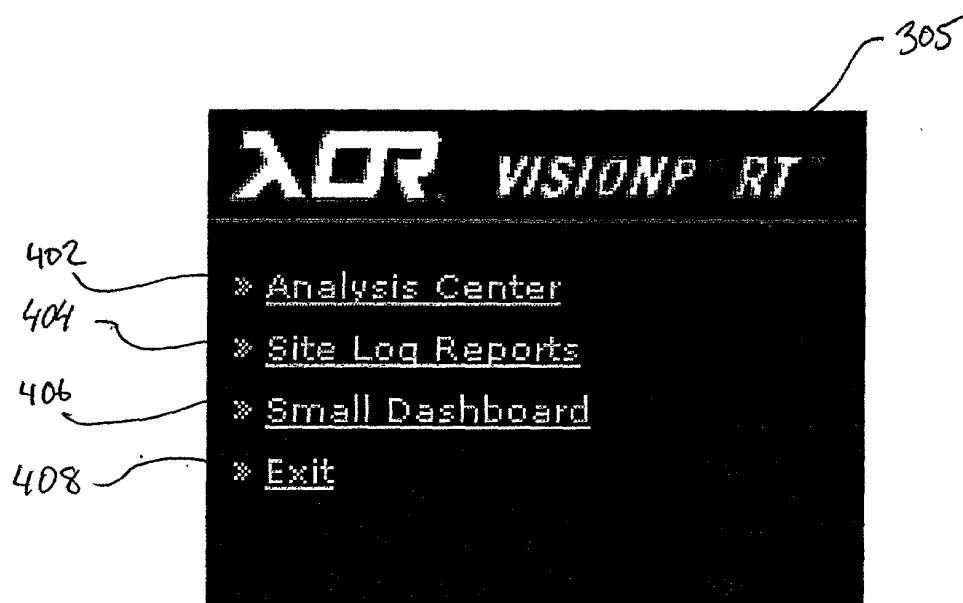 305
VISIONP RT
402
» Analysis Center
404
» Site Log Reports
406
» Small Dashboard
408
» Exit